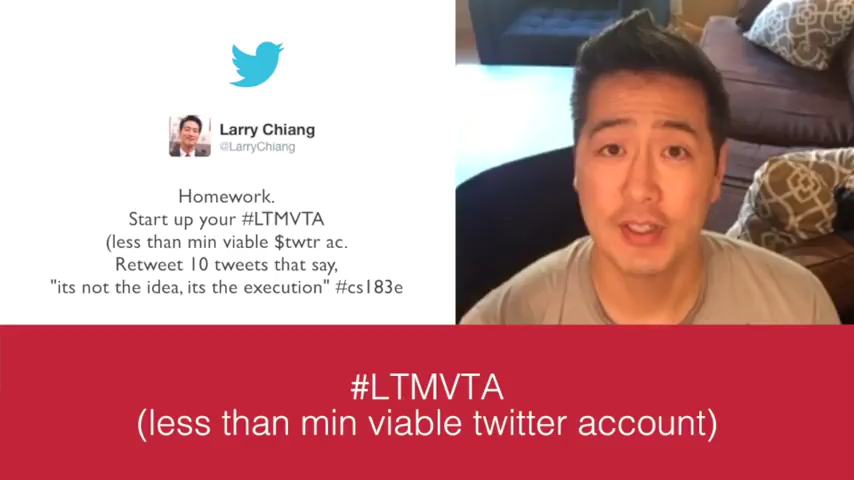 Larry Chiang
@LarryChiang
Homework.
Start up your #LTMVTA
(less than min viable $twtr ac.
Retweet 10 tweets that say,
"its not the idea, its the execution" #cs183e
#LTMVTA
(less than min viable twitter account)